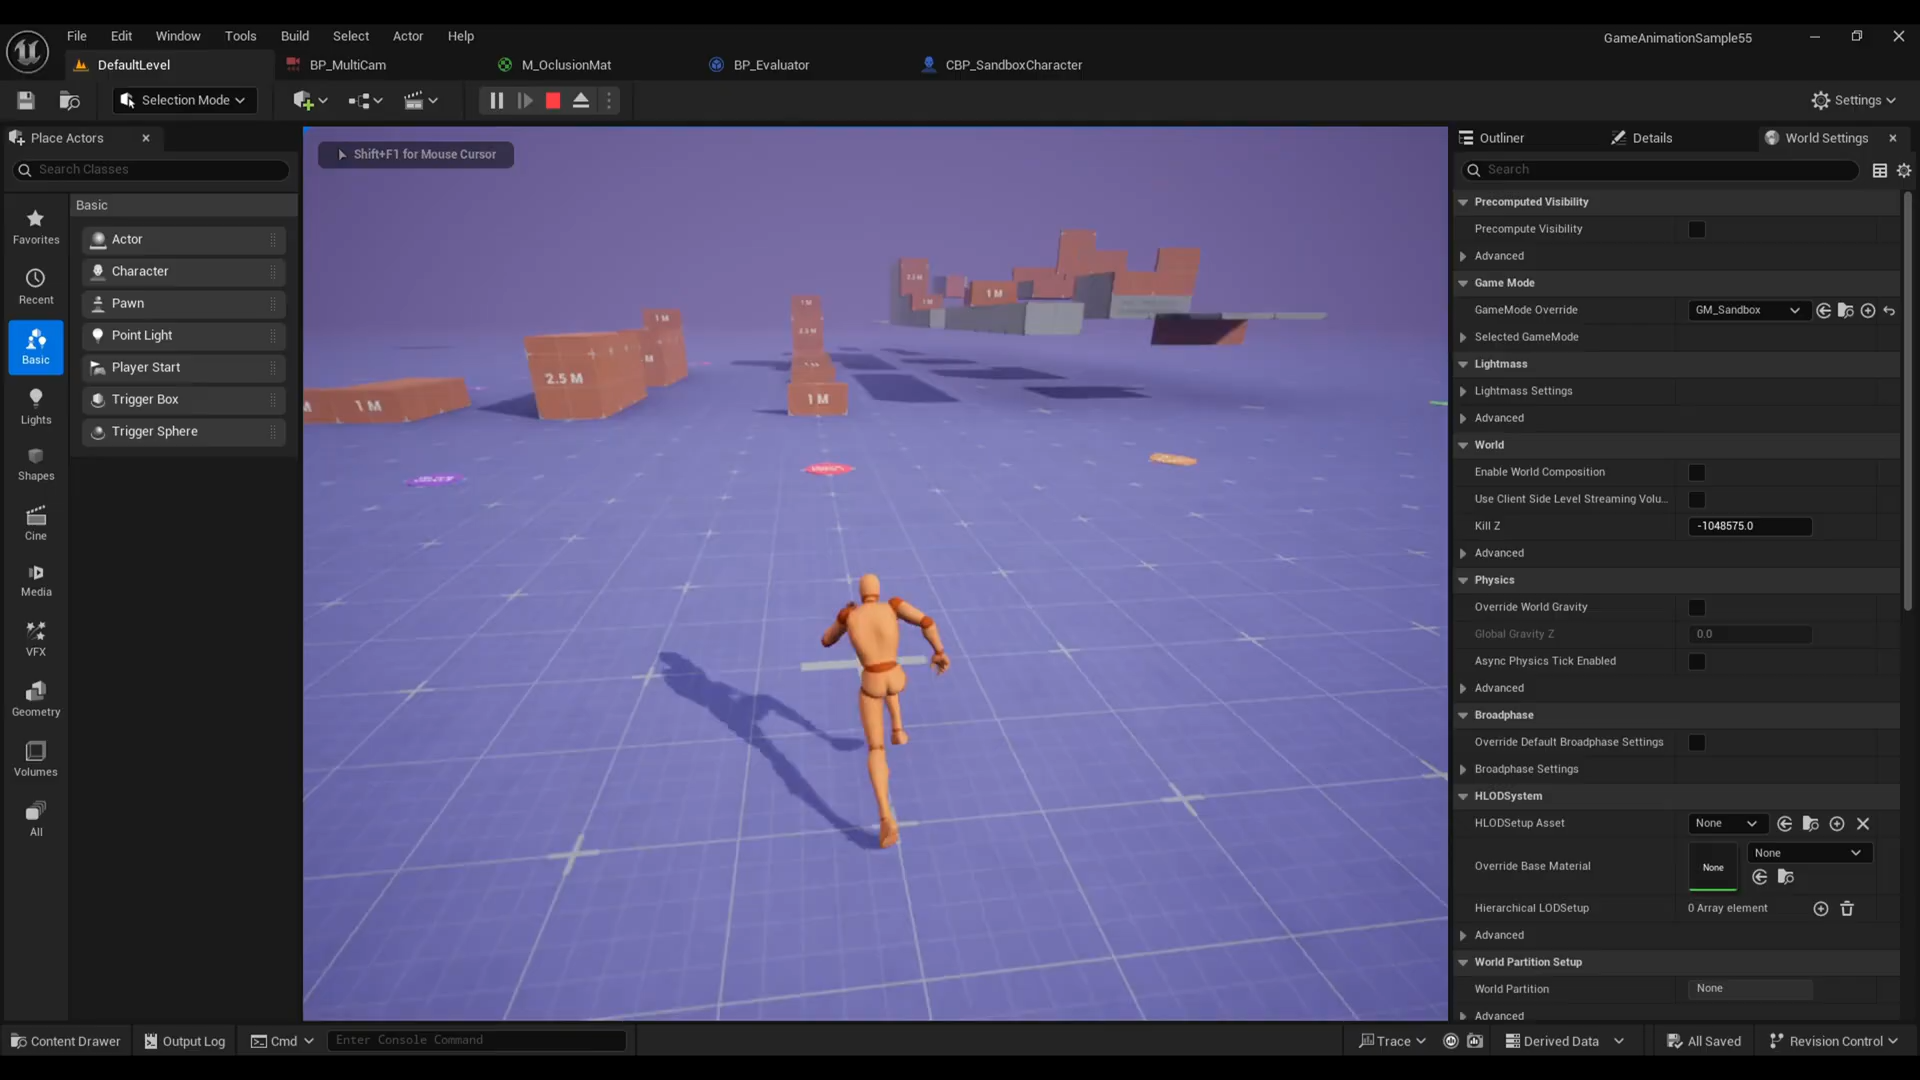 File Edit Window Tools Build Select Actor Help
GameAnimationSample55
DefaultLevel
BP_MultiCam
M_OclusionMat
BP_Evaluator
CBP_SandboxCharacter
Selection Mode
Settings
Place Actors
Search Classes
Favorites
Recent
Basic
Lights
Shapes
Cine
Media
VFX
Geometry
Volumes
All
Basic
Actor
Character
Pawn
Point Light
Player Start
Trigger Box
Trigger Sphere
Shift+F1 for Mouse Cursor
1 M
2.5 M
1 M
M
1 M
2.5 M
1 M
2.5 M
1 M
1 M
Outliner
Details
World Settings
Search
Precomputed Visibility
Precompute Visibility
Advanced
Game Mode
GameMode Override GM_Sandbox
Selected GameMode
Lightmass
Lightmass Settings
Advanced
World
Enable World Composition
Use Client Side Level Streaming Volu...
Kill Z -1048575.0
Advanced
Physics
Override World Gravity
Global Gravity Z 0.0
Async Physics Tick Enabled
Advanced
Broadphase
Override Default Broadphase Settings
Broadphase Settings
HLODSystem
HLODSetup Asset None
Override Base Material None None
Hierarchical LODSetup 0 Array element
Advanced
World Partition Setup
World Partition None
Advanced
Content Drawer
Output Log
Cmd
Enter Console Command
Trace
Derived Data
All Saved
Revision Control